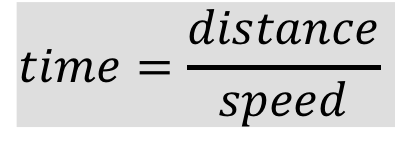 time = distance / speed